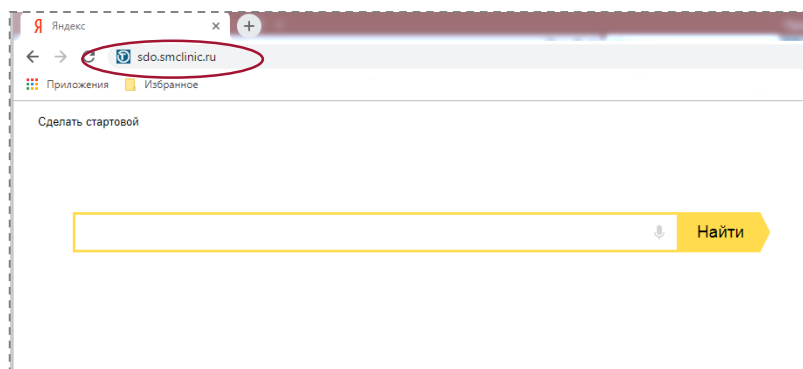 Я Яндекс
sdo.smclinic.ru
Приложения Избранное
Сделать стартовой
Найти